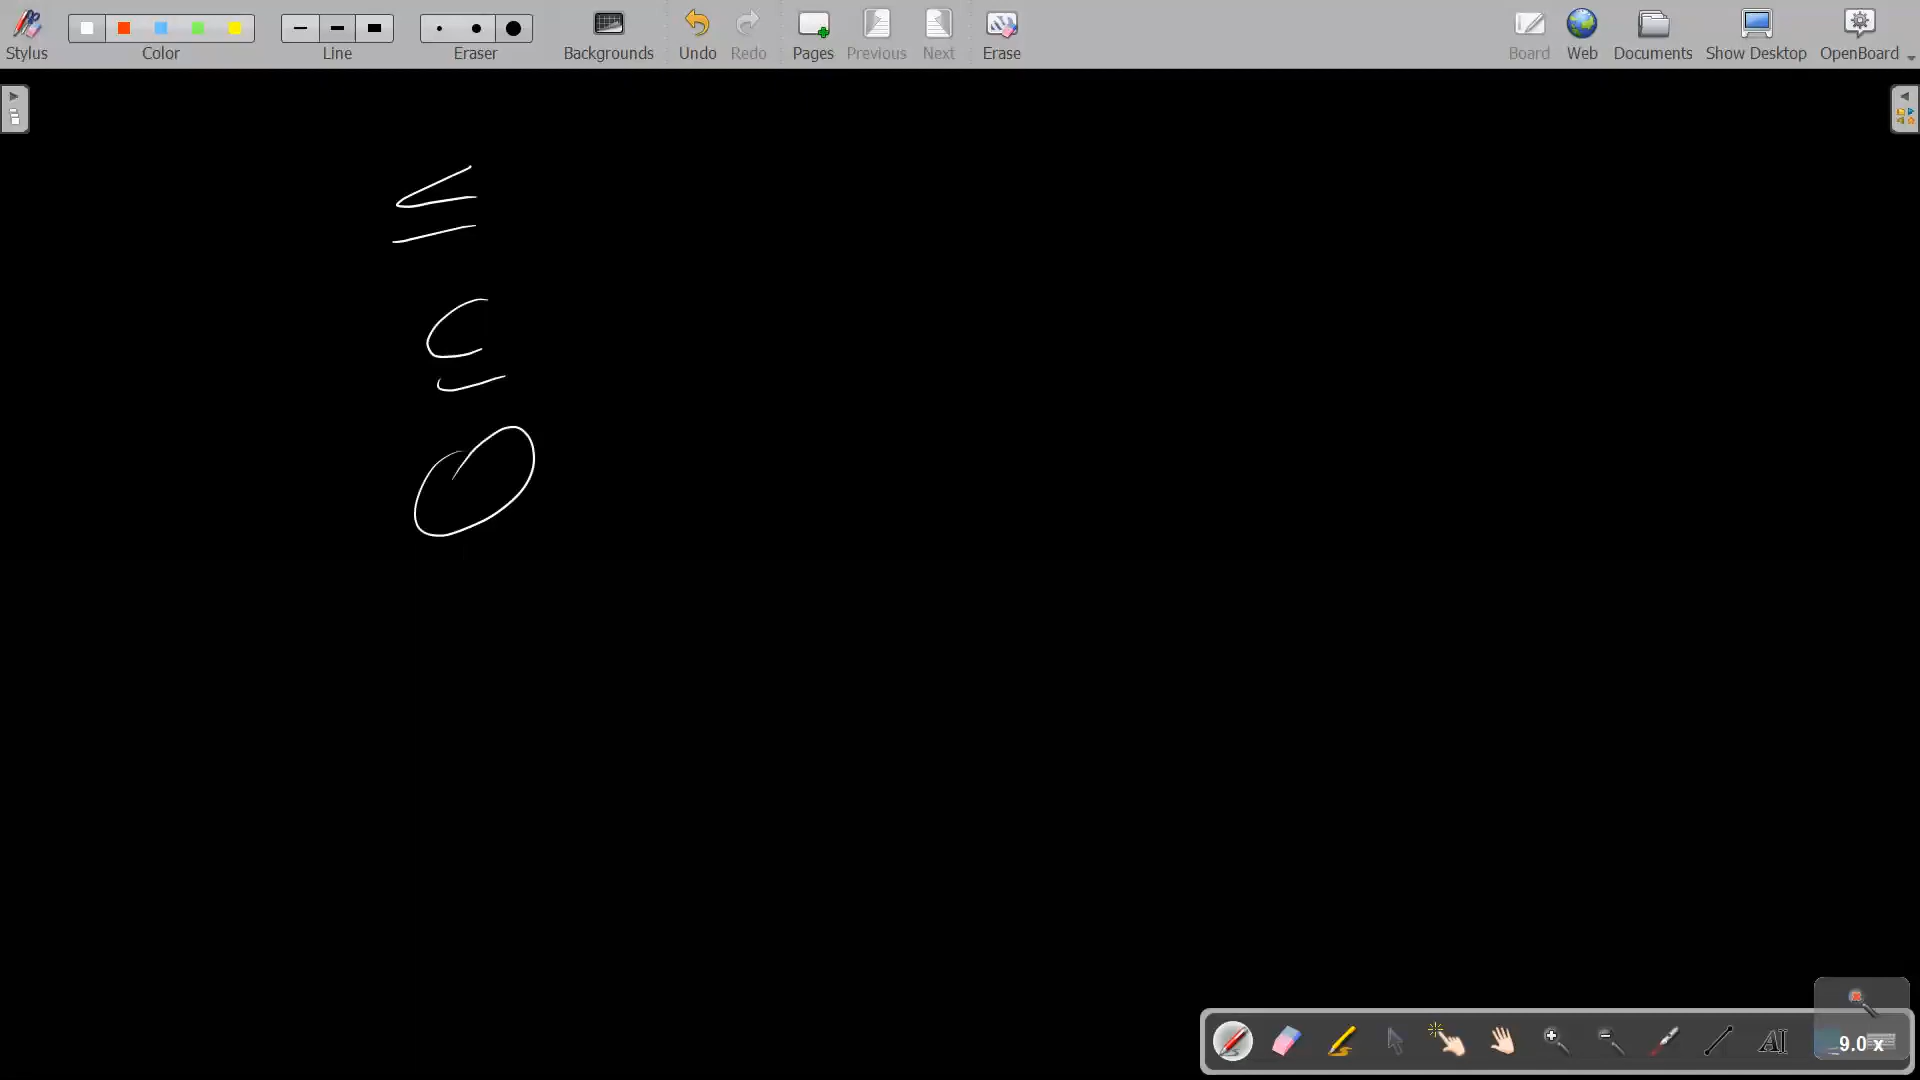 Stylus Color Line Eraser Backgrounds Undo Redo Pages Previous Next Erase Board Web Documents Show Desktop OpenBoard
≤
⊆
AI 9.0 x